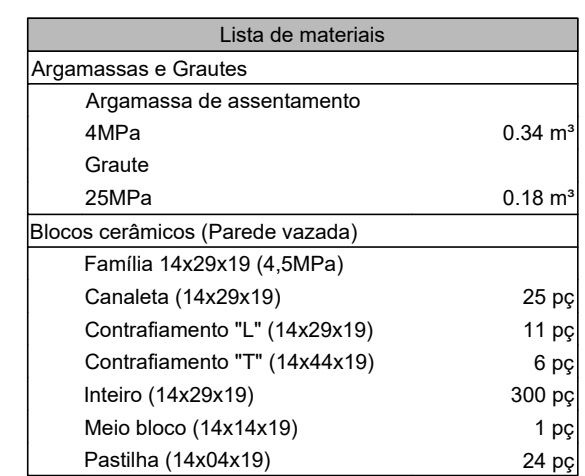 Lista de materiais
Argamassas e Grautes
Argamassa de assentamento
4MPa 0.34 m³
Graute
25MPa 0.18 m³
Blocos cerâmicos (Parede vazada)
Família 14x29x19 (4,5MPa)
Canaleta (14x29x19) 25 pç
Contrafiamento "L" (14x29x19) 11 pç
Contrafiamento "T" (14x44x19) 6 pç
Inteiro (14x29x19) 300 pç
Meio bloco (14x14x19) 1 pç
Pastilha (14x04x19) 24 pç